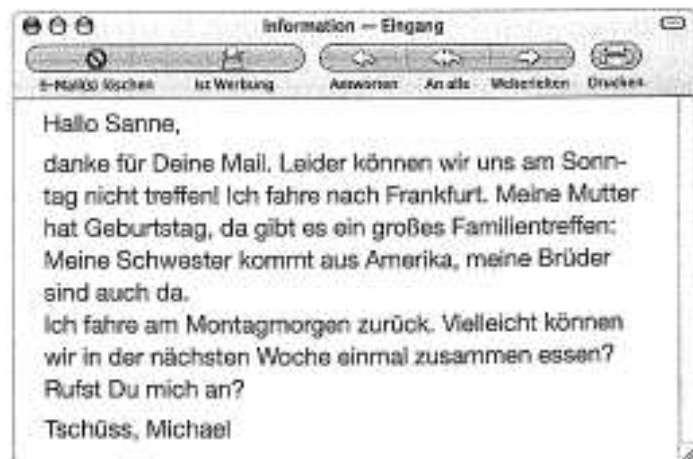 Information — Eingang
E-Mail(s) löschen Ist Werbung Antworten An alle Weiterleiten Drucken
Hallo Sanne,
danke für Deine Mail. Leider können wir uns am Sonn-
tag nicht treffen! Ich fahre nach Frankfurt. Meine Mutter
hat Geburtstag, da gibt es ein großes Familientreffen:
Meine Schwester kommt aus Amerika, meine Brüder
sind auch da.
Ich fahre am Montagmorgen zurück. Vielleicht können
wir in der nächsten Woche einmal zusammen essen?
Rufst Du mich an?
Tschüss, Michael